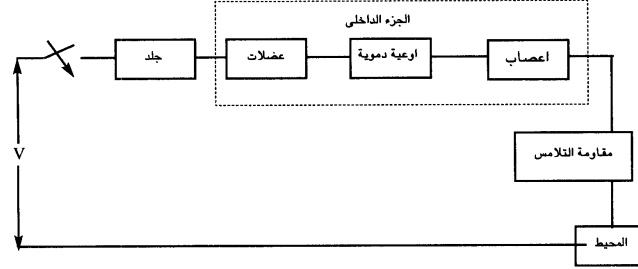 الجزء الداخلى
جلد
عضلات
اوعية دموية
اعصاب
مقاومة التلامس
V
المحيط